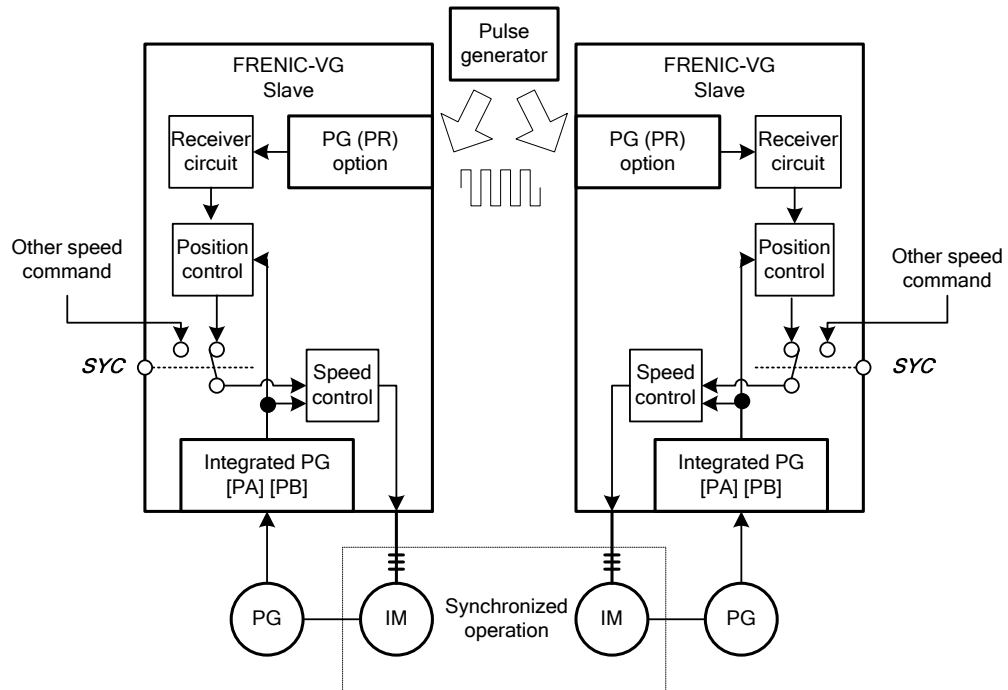 Pulse
generator
FRENIC-VG
Slave
Receiver
circuit
PG (PR)
option
Position
control
Other speed
command
SYC
Speed
control
Integrated PG
[PA] [PB]
PG
IM
FRENIC-VG
Slave
PG (PR)
option
Receiver
circuit
Position
control
Other speed
command
SYC
Speed
control
Integrated PG
[PA] [PB]
Synchronized
operation
IM
PG